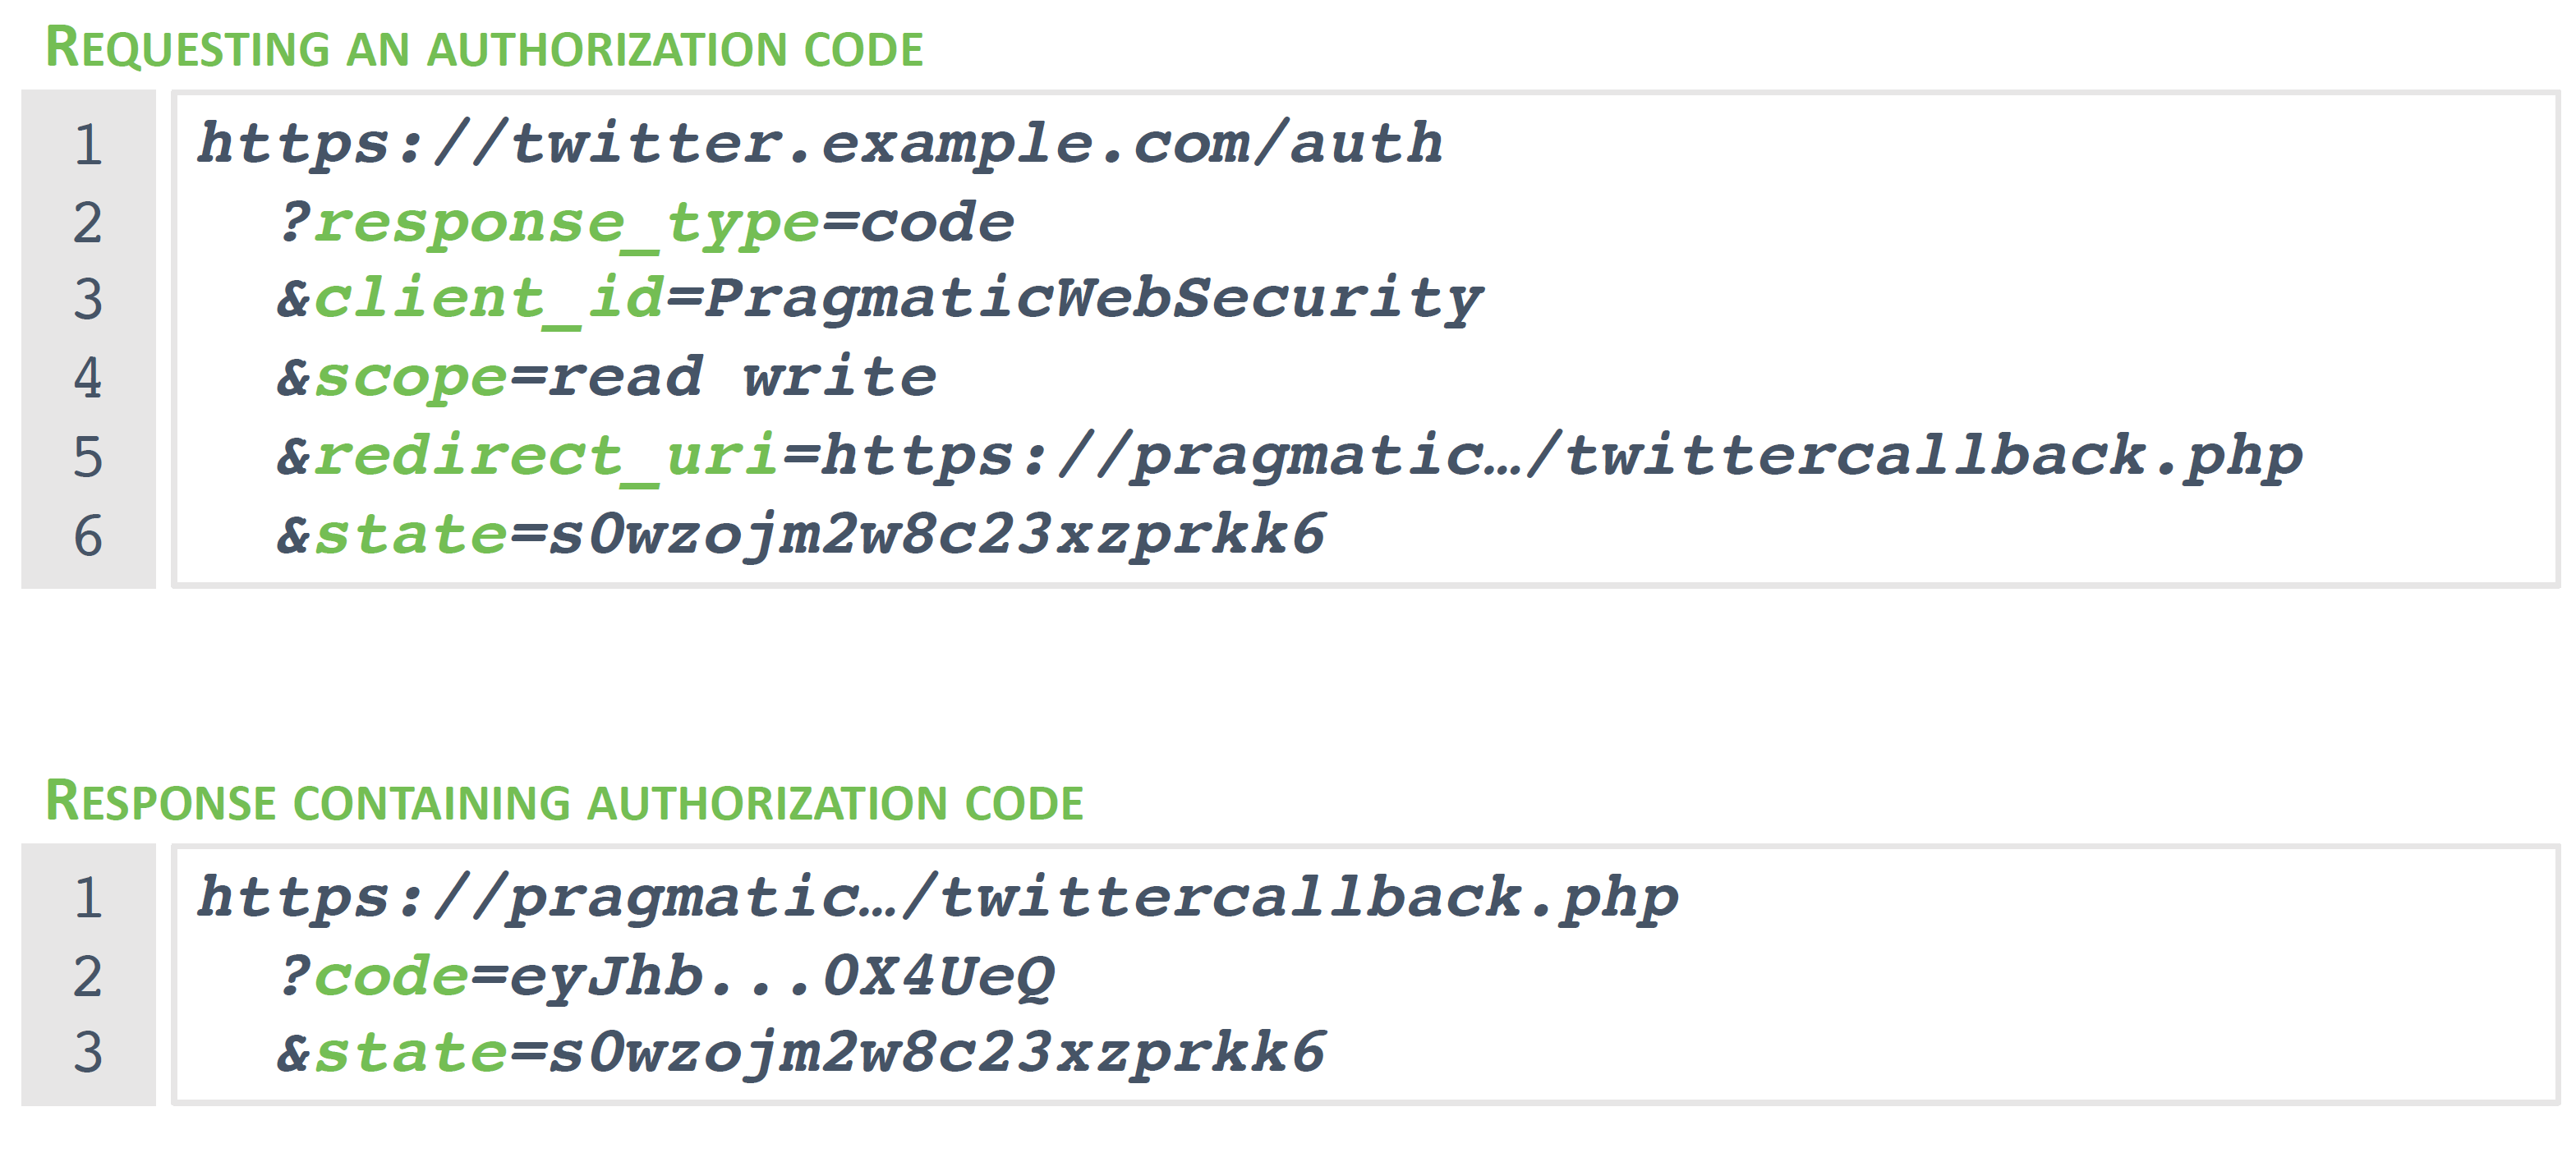 REQUESTING AN AUTHORIZATION CODE
1 https://twitter.example.com/auth
2 ?response_type=code
3 &client_id=PragmaticWebSecurity
4 &scope=read write
5 &redirect_uri=https://pragmatic…/twittercallback.php
6 &state=s0wzojm2w8c23xzprkk6
RESPONSE CONTAINING AUTHORIZATION CODE
1 https://pragmatic…/twittercallback.php
2 ?code=eyJhb...0X4UeQ
3 &state=s0wzojm2w8c23xzprkk6